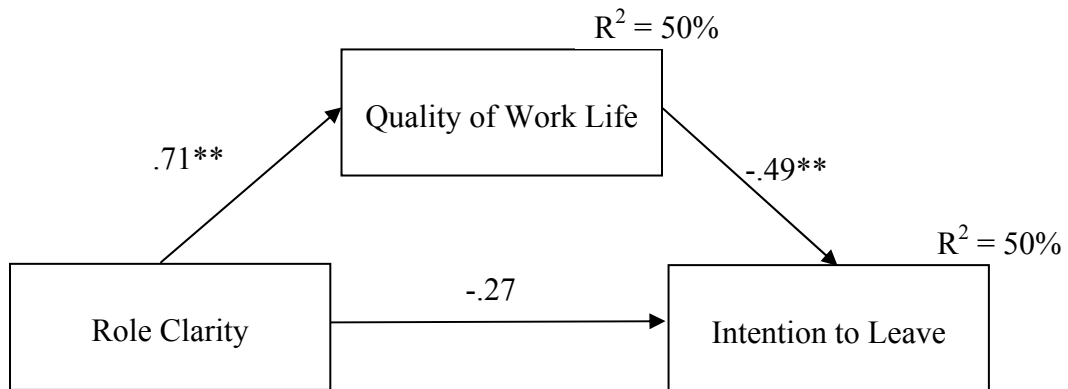 R² = 50%
Quality of Work Life
.71**
-.49**
R² = 50%
-.27
Role Clarity
Intention to Leave